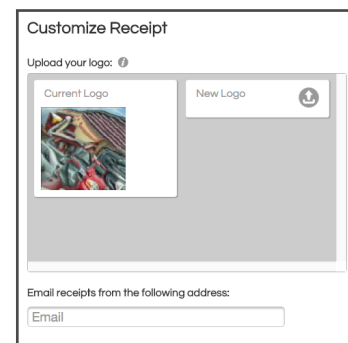 Customize Receipt
Upload your logo: i
Current Logo
New Logo
Email receipts from the following address:
Email